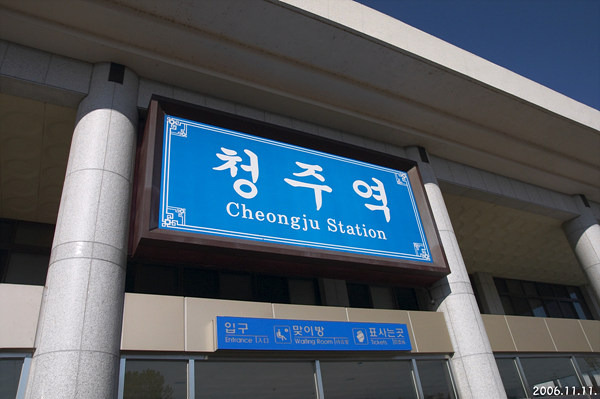 청주역
Cheongju Station
입구 맞이방 표사는곳
Entrance Waiting Room Tickets
2006.11.11.